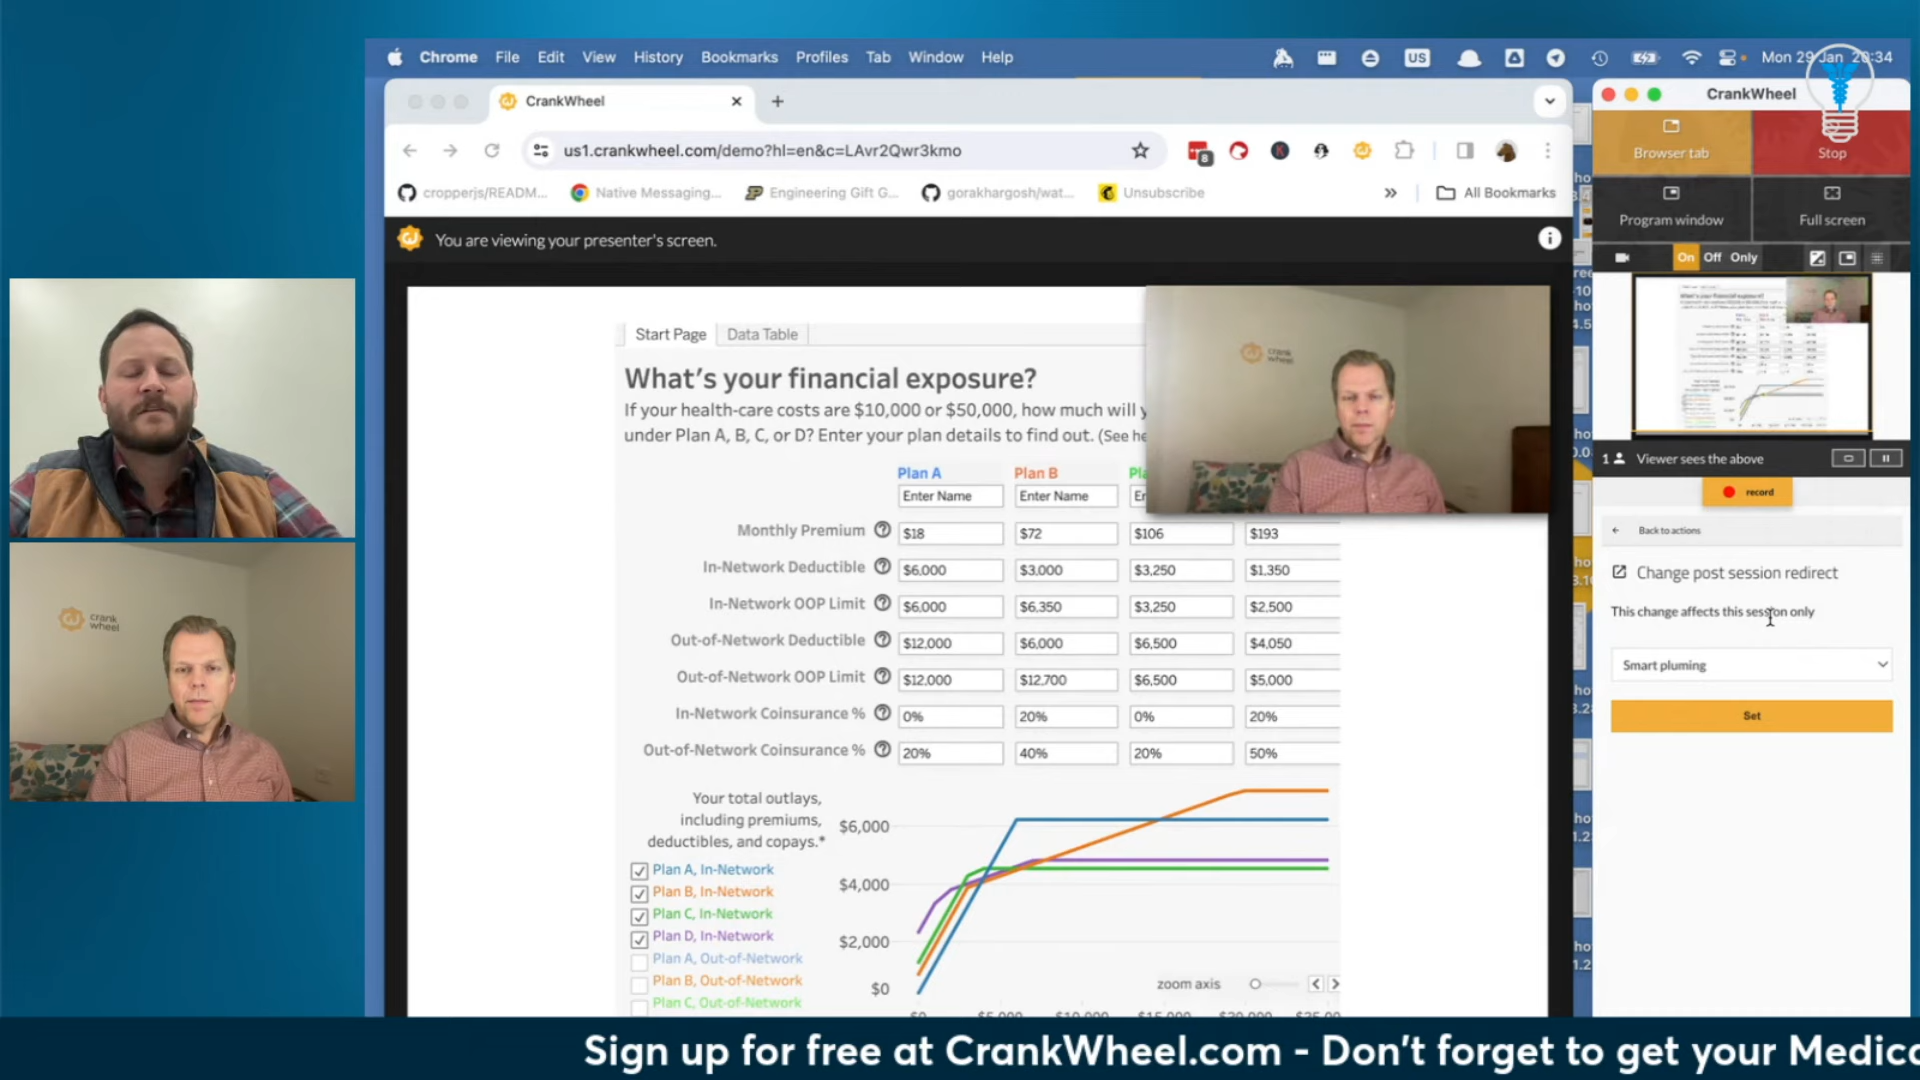 Chrome File Edit View History Bookmarks Profiles Tab Window Help
US
Mon 29 Jan 20:34
CrankWheel
us1.crankwheel.com/demo?hl=en&c=LAvr2Qwr3kmo
8
cropperjs/READM... Native Messaging... Engineering Gift G... gorakhargosh/wat... Unsubscribe
» All Bookmarks
You are viewing your presenter's screen.
Start Page Data Table
What's your financial exposure?
If your health-care costs are $10,000 or $50,000, how much will
under Plan A, B, C, or D? Enter your plan details to find out. (See
Plan A Plan B
Enter Name Enter Name
Monthly Premium $18 $72 $106 $193
In-Network Deductible $6,000 $3,000 $3,250 $1,350
In-Network OOP Limit $6,000 $6,350 $3,250 $2,500
Out-of-Network Deductible $12,000 $6,000 $6,500 $4,050
Out-of-Network OOP Limit $12,000 $12,700 $6,500 $5,000
In-Network Coinsurance % 0% 20% 0% 20%
Out-of-Network Coinsurance % 20% 40% 20% 50%
Your total outlays,
including premiums,
deductibles, and copays.*
$6,000
$4,000
$2,000
$0
Plan A, In-Network
Plan B, In-Network
Plan C, In-Network
Plan D, In-Network
Plan A, Out-of-Network
Plan B, Out-of-Network
Plan C, Out-of-Network
zoom axis
crank
wheel
crank
wheel
CrankWheel
Browser tab Stop
Program window Full screen
On Off Only
1 Viewer sees the above
record
Back to actions
Change post session redirect
This change affects this session only
Smart pluming
Set
Sign up for free at CrankWheel.com - Don't forget to get your Medic